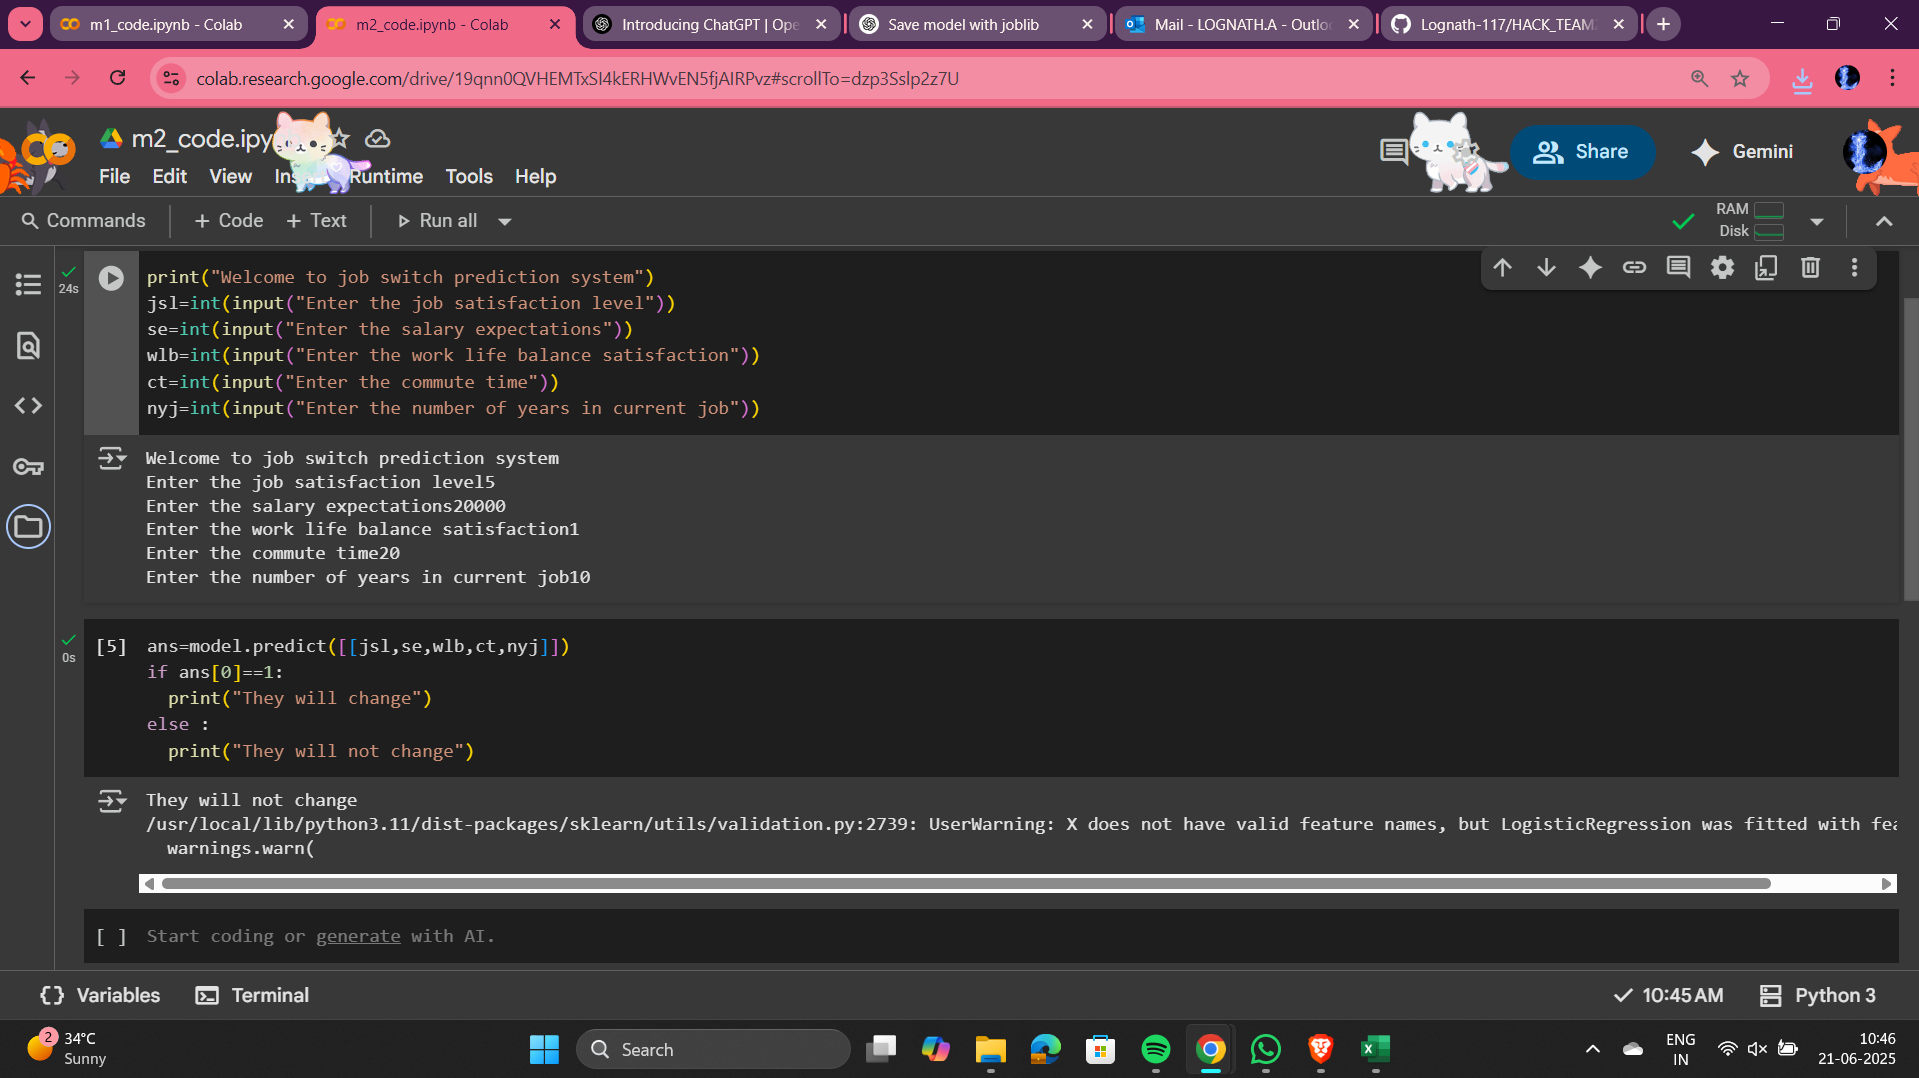 m1_code.ipynb - Colab
m2_code.ipynb - Colab
Introducing ChatGPT | Ope
Save model with joblib
Mail - LOGNATH.A - Outlo
Lognath-117/HACK_TEAM
colab.research.google.com/drive/19qnn0QVHEMTxSI4kERHWvEN5fjAIRPvz#scrollTo=dzp3Sslp2z7U
m2_code.ipy
Share
Gemini
File Edit View Ins Runtime Tools Help
Commands + Code + Text Run all
RAM
Disk
24s
print("Welcome to job switch prediction system")
jsl=int(input("Enter the job satisfaction level"))
se=int(input("Enter the salary expectations"))
wlb=int(input("Enter the work life balance satisfaction"))
ct=int(input("Enter the commute time"))
nyj=int(input("Enter the number of years in current job"))
Welcome to job switch prediction system
Enter the job satisfaction level5
Enter the salary expectations20000
Enter the work life balance satisfaction1
Enter the commute time20
Enter the number of years in current job10
0s
[5] ans=model.predict([[jsl,se,wlb,ct,nyj]])
if ans[0]==1:
print("They will change")
else :
print("They will not change")
They will not change
/usr/local/lib/python3.11/dist-packages/sklearn/utils/validation.py:2739: UserWarning: X does not have valid feature names, but LogisticRegression was fitted with fea
warnings.warn(
[ ] Start coding or generate with AI.
Variables Terminal
10:45 AM Python 3
2
34°C
Sunny
Search
ENG
IN
10:46
21-06-2025